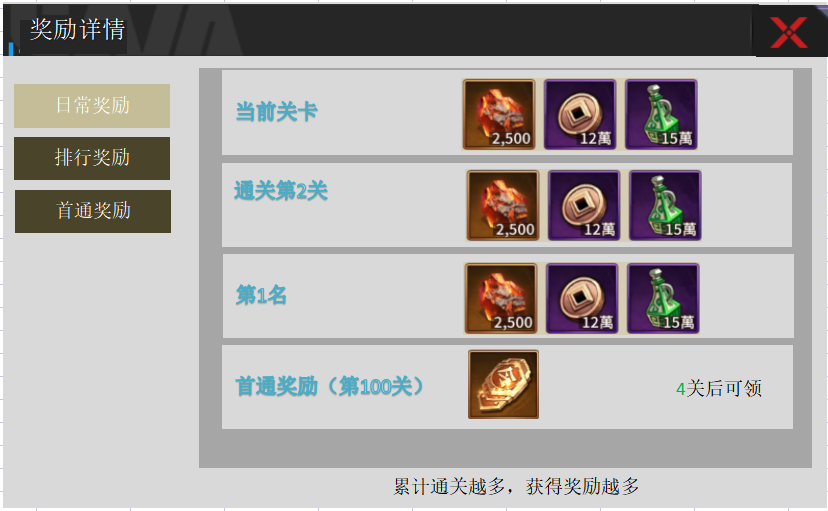 奖励详情
日常奖励
排行奖励
首通奖励
当前关卡
2,500
12萬
15萬
通关第2关
2,500
12萬
15萬
第1名
2,500
12萬
15萬
首通奖励（第100关）
4关后可领
累计通关越多，获得奖励越多